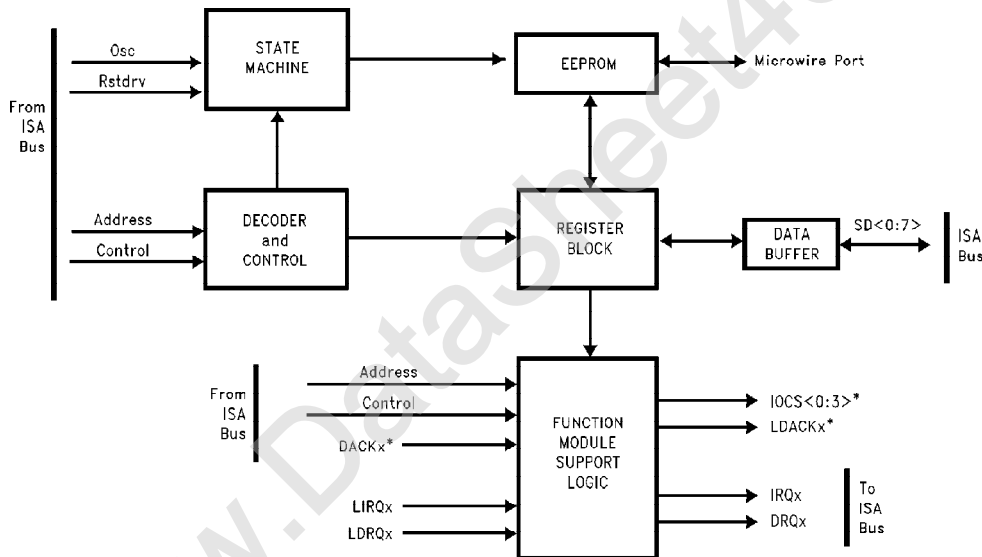 Osc
Rstdrv
From
ISA
Bus
STATE
MACHINE
EEPROM
Microwire Port
Address
Control
DECODER
and
CONTROL
REGISTER
BLOCK
DATA
BUFFER
SD<0:7>
ISA
Bus
From
ISA
Bus
Address
Control
DACKx*
LIRQx
LDRQx
FUNCTION
MODULE
SUPPORT
LOGIC
IOCS<0:3>*
LDACKx*
IRQx
DRQx
To
ISA
Bus
w.DataSheet4